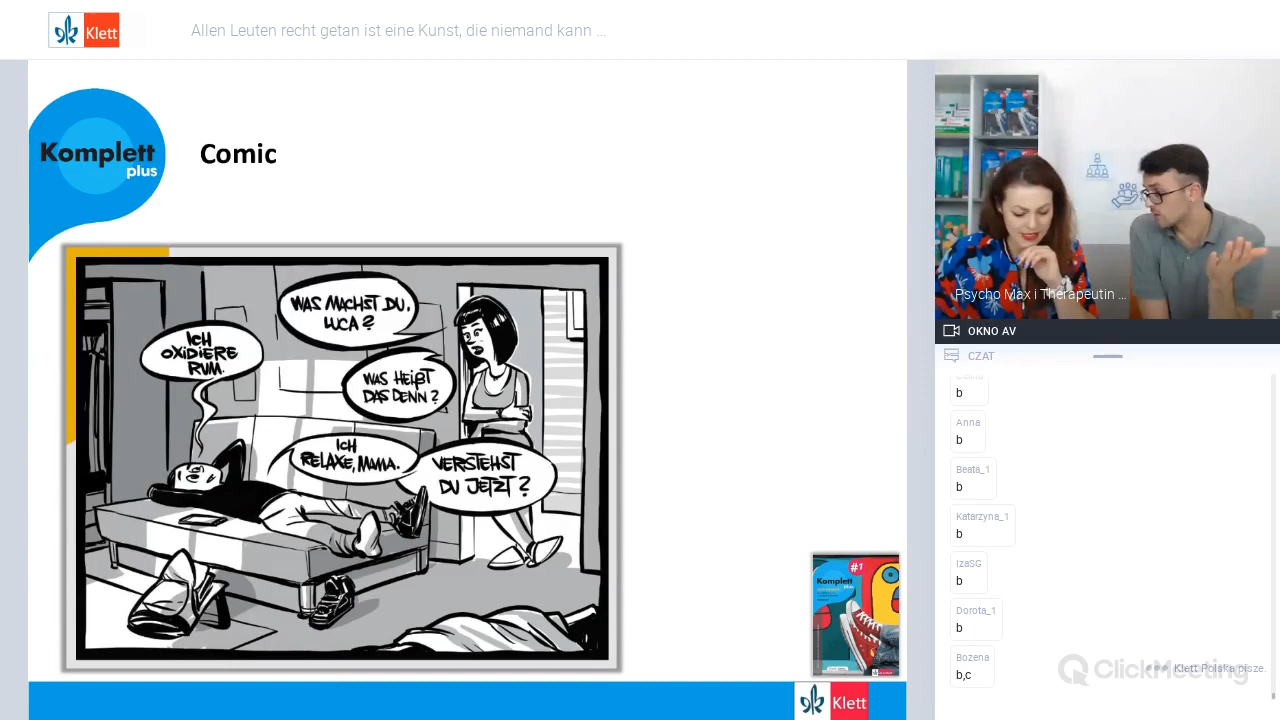 Klett
Allen Leuten recht getan ist eine Kunst, die niemand kann ...
Komplett
plus
Comic
WAS MACHST DU,
LUCA?
ICH
OXIDIERE
RUM.
WAS HEIßT
DAS DENN?
ICH
RELAXE, MAMA.
VERSTEHST
DU JETZT?
#1
Komplett
plus
Klett
Psycho Max i Therapeutin ...
OKNO AV
CZAT
b
Anna
b
Beata_1
b
Katarzyna_1
b
IzaSG
b
Dorota_1
b
Bozena
b,c
ClickMeeting
Klett Polska pisze.